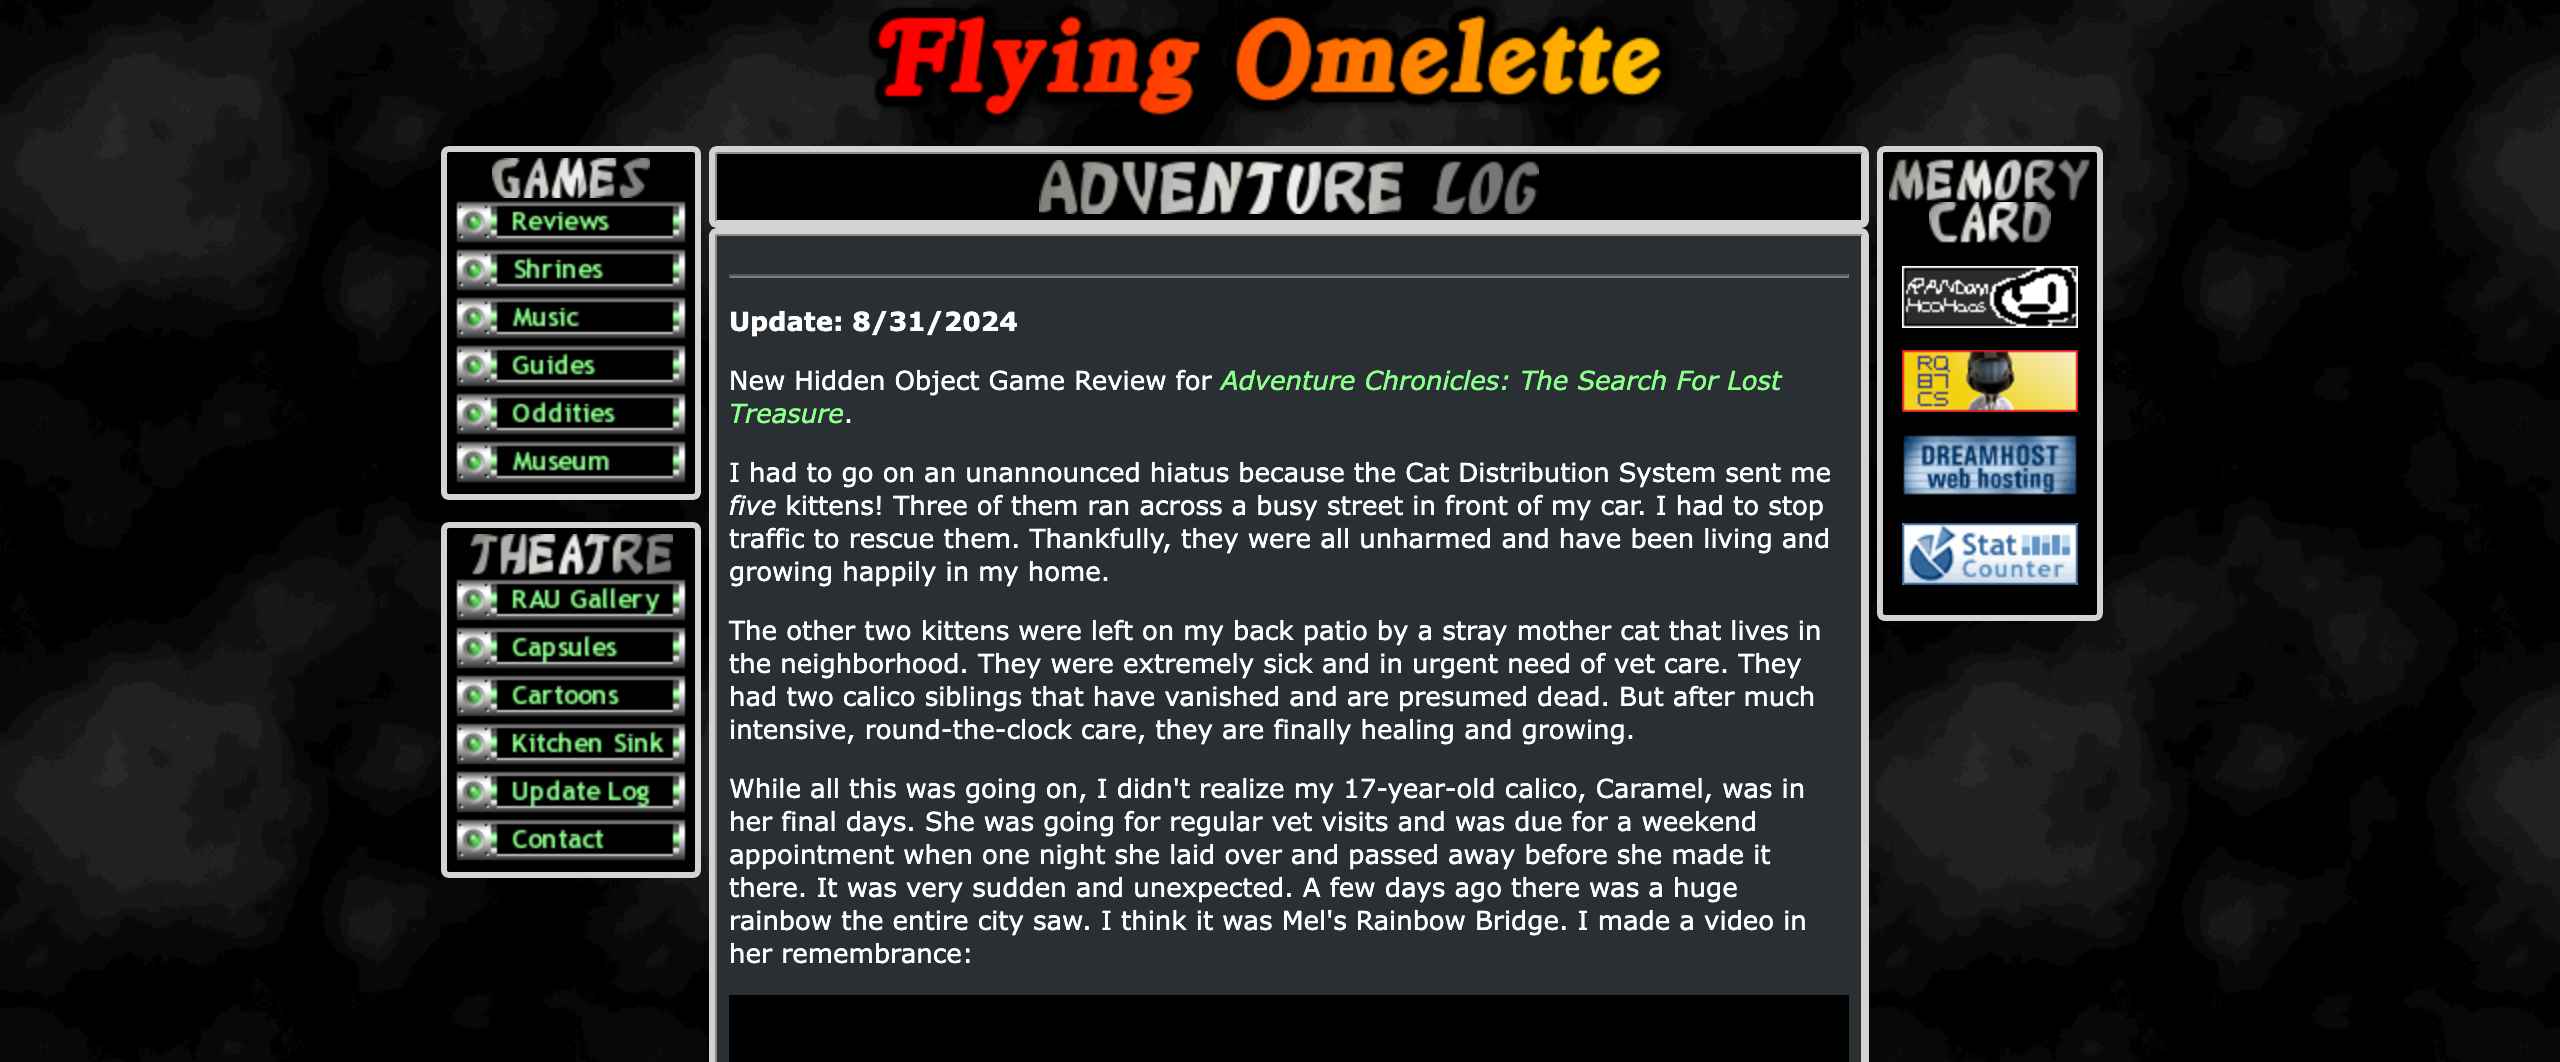 Flying Omelette
GAMES
Reviews
Shrines
Music
Guides
Oddities
Museum
THEATRE
RAU Gallery
Capsules
Cartoons
Kitchen Sink
Update Log
Contact
ADVENTURE LOG
Update: 8/31/2024
New Hidden Object Game Review for Adventure Chronicles: The Search For Lost
Treasure.
I had to go on an unannounced hiatus because the Cat Distribution System sent me
five kittens! Three of them ran across a busy street in front of my car. I had to stop
traffic to rescue them. Thankfully, they were all unharmed and have been living and
growing happily in my home.
The other two kittens were left on my back patio by a stray mother cat that lives in
the neighborhood. They were extremely sick and in urgent need of vet care. They
had two calico siblings that have vanished and are presumed dead. But after much
intensive, round-the-clock care, they are finally healing and growing.
While all this was going on, I didn't realize my 17-year-old calico, Caramel, was in
her final days. She was going for regular vet visits and was due for a weekend
appointment when one night she laid over and passed away before she made it
there. It was very sudden and unexpected. A few days ago there was a huge
rainbow the entire city saw. I think it was Mel's Rainbow Bridge. I made a video in
her remembrance:
MEMORY
CARD
RANDOM
HOOHAAS
RQ
87
CS
DREAMHOST
web hosting
Stat
Counter